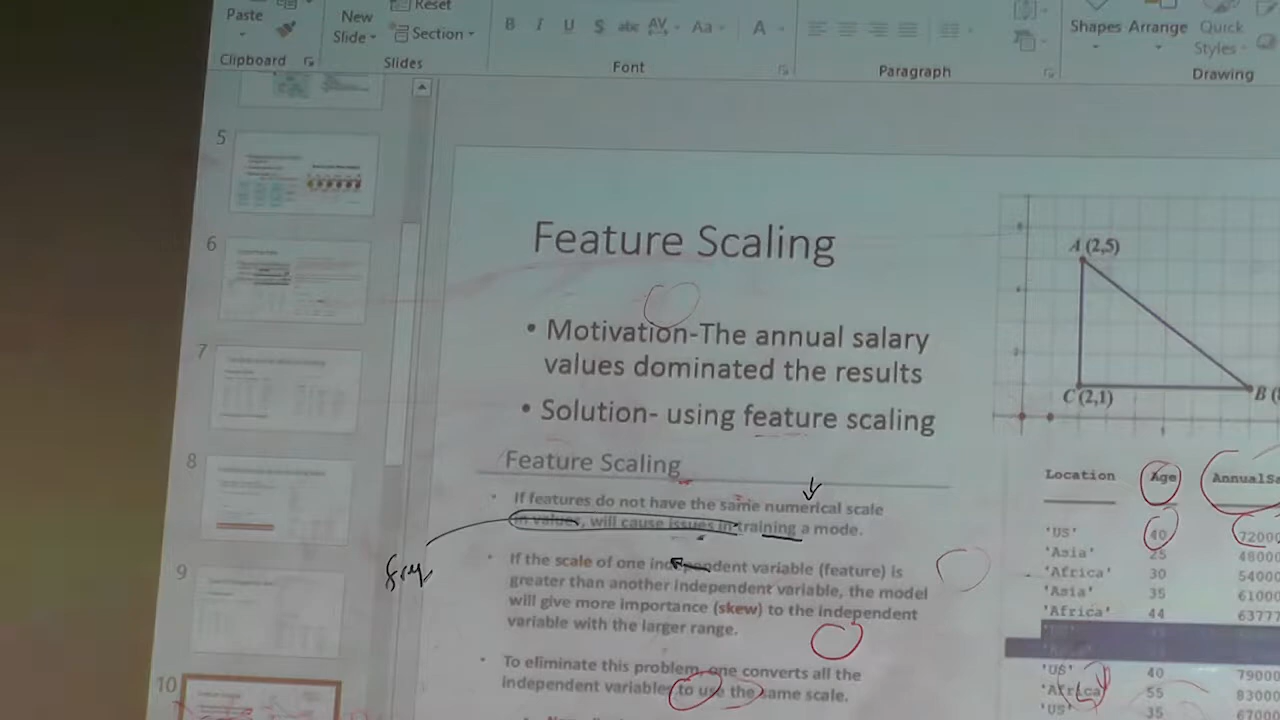 Paste
Clipboard
New
Slide
Reset
Section
Slides
B I U S abc AV Aa A
Font
Paragraph
Shapes Arrange Quick
Styles
Drawing
5
6
7
8
9
10
Feature Scaling
• Motivation-The annual salary
values dominated the results
• Solution- using feature scaling
Feature Scaling
• If features do not have the same numerical scale
in values, will cause issues in training a mode.
• If the scale of one independent variable (feature) is
greater than another independent variable, the model
will give more importance (skew) to the independent
variable with the larger range.
• To eliminate this problem, one converts all the
independent variables to use the same scale.
A (2,5)
C (2,1)
B (
Location Age AnnualSa
'US' 40 72000
'Asia' 25 48000
'Africa' 30 54000
'Asia' 35 61000
'Africa' 44 63777
'US' 40 79000
'Africa' 55 83000
'US' 35 67000